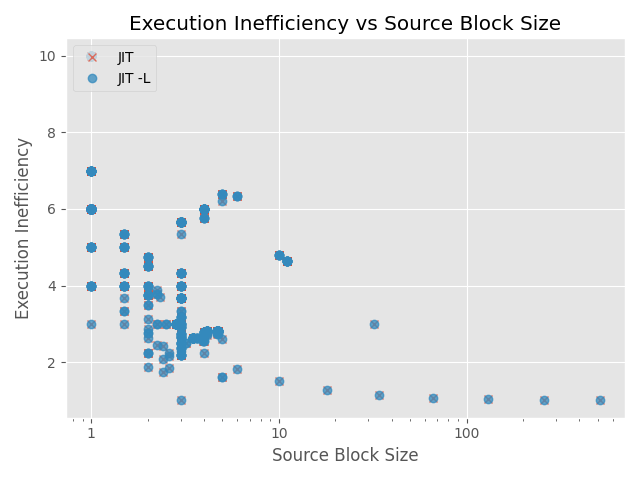 Execution Inefficiency vs Source Block Size
JIT
JIT -L
Execution Inefficiency
10
8
6
4
2
1
10
100
Source Block Size